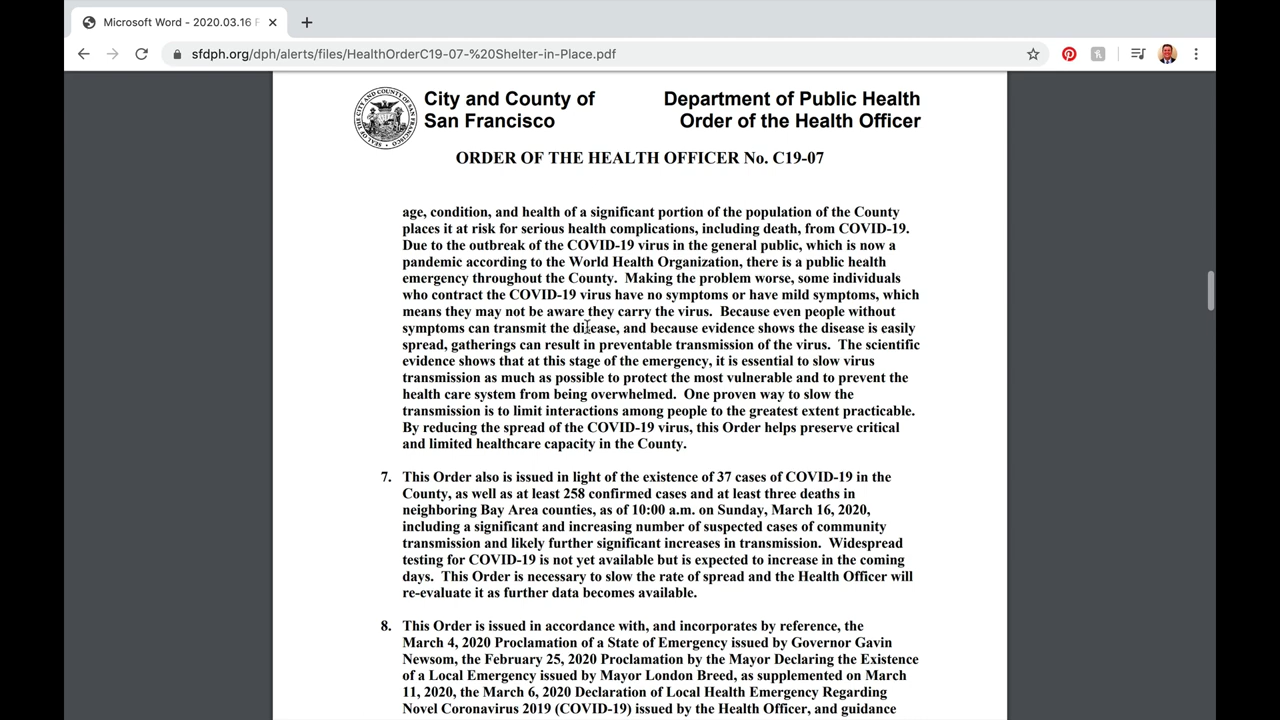 Microsoft Word - 2020.03.16 F
sfdph.org/dph/alerts/files/HealthOrderC19-07-%20Shelter-in-Place.pdf
City and County of
San Francisco
Department of Public Health
Order of the Health Officer
ORDER OF THE HEALTH OFFICER No. C19-07
age, condition, and health of a significant portion of the population of the County
places it at risk for serious health complications, including death, from COVID-19.
Due to the outbreak of the COVID-19 virus in the general public, which is now a
pandemic according to the World Health Organization, there is a public health
emergency throughout the County.  Making the problem worse, some individuals
who contract the COVID-19 virus have no symptoms or have mild symptoms, which
means they may not be aware they carry the virus.  Because even people without
symptoms can transmit the disease, and because evidence shows the disease is easily
spread, gatherings can result in preventable transmission of the virus.  The scientific
evidence shows that at this stage of the emergency, it is essential to slow virus
transmission as much as possible to protect the most vulnerable and to prevent the
health care system from being overwhelmed.  One proven way to slow the
transmission is to limit interactions among people to the greatest extent practicable.
By reducing the spread of the COVID-19 virus, this Order helps preserve critical
and limited healthcare capacity in the County.
7. This Order also is issued in light of the existence of 37 cases of COVID-19 in the
County, as well as at least 258 confirmed cases and at least three deaths in
neighboring Bay Area counties, as of 10:00 a.m. on Sunday, March 16, 2020,
including a significant and increasing number of suspected cases of community
transmission and likely further significant increases in transmission.  Widespread
testing for COVID-19 is not yet available but is expected to increase in the coming
days.  This Order is necessary to slow the rate of spread and the Health Officer will
re-evaluate it as further data becomes available.
8. This Order is issued in accordance with, and incorporates by reference, the
March 4, 2020 Proclamation of a State of Emergency issued by Governor Gavin
Newsom, the February 25, 2020 Proclamation by the Mayor Declaring the Existence
of a Local Emergency issued by Mayor London Breed, as supplemented on March
11, 2020, the March 6, 2020 Declaration of Local Health Emergency Regarding
Novel Coronavirus 2019 (COVID-19) issued by the Health Officer, and guidance